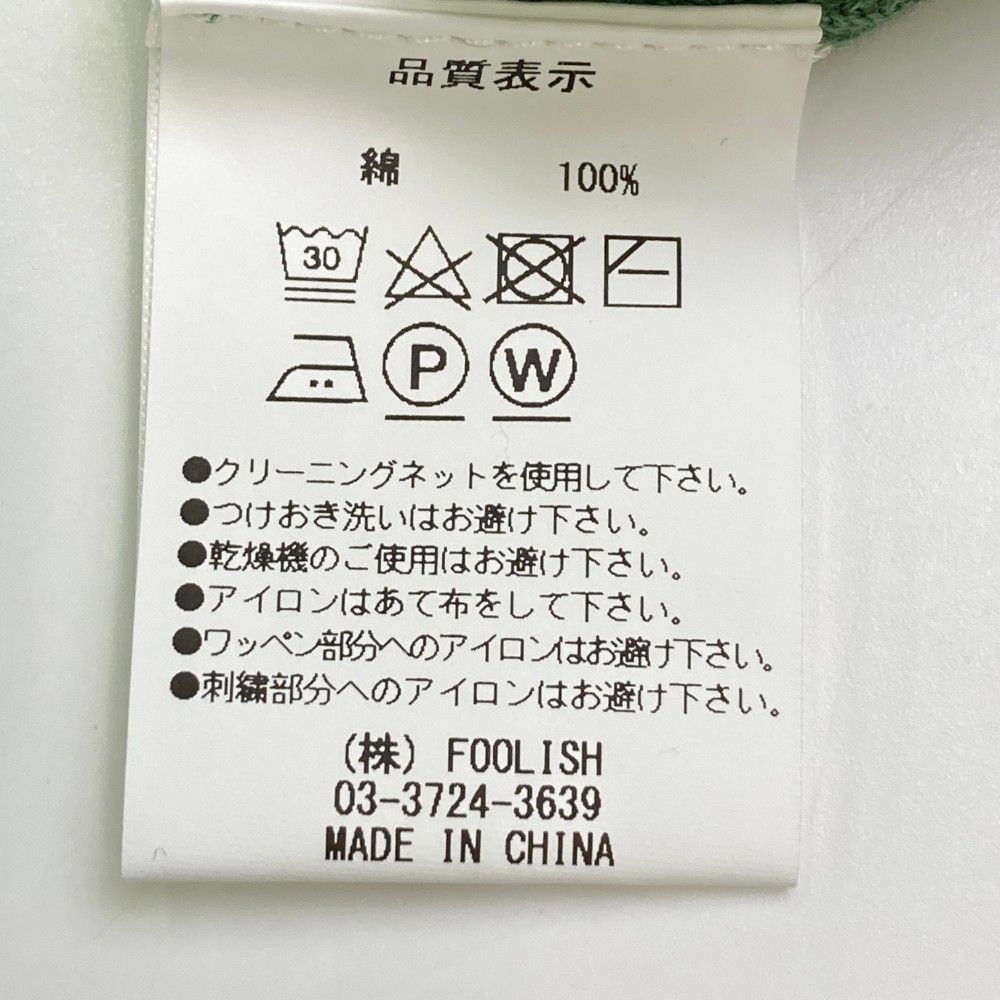 品質表示
綿 100%
30
P W
●クリーニングネットを使用して下さい。
●つけおき洗いはお避け下さい。
●乾燥機のご使用はお避け下さい。
●アイロンはあて布をして下さい。
●ワッペン部分へのアイロンはお避け下さい。
●刺繍部分へのアイロンはお避け下さい。
(株) FOOLISH
03-3724-3639
MADE IN CHINA